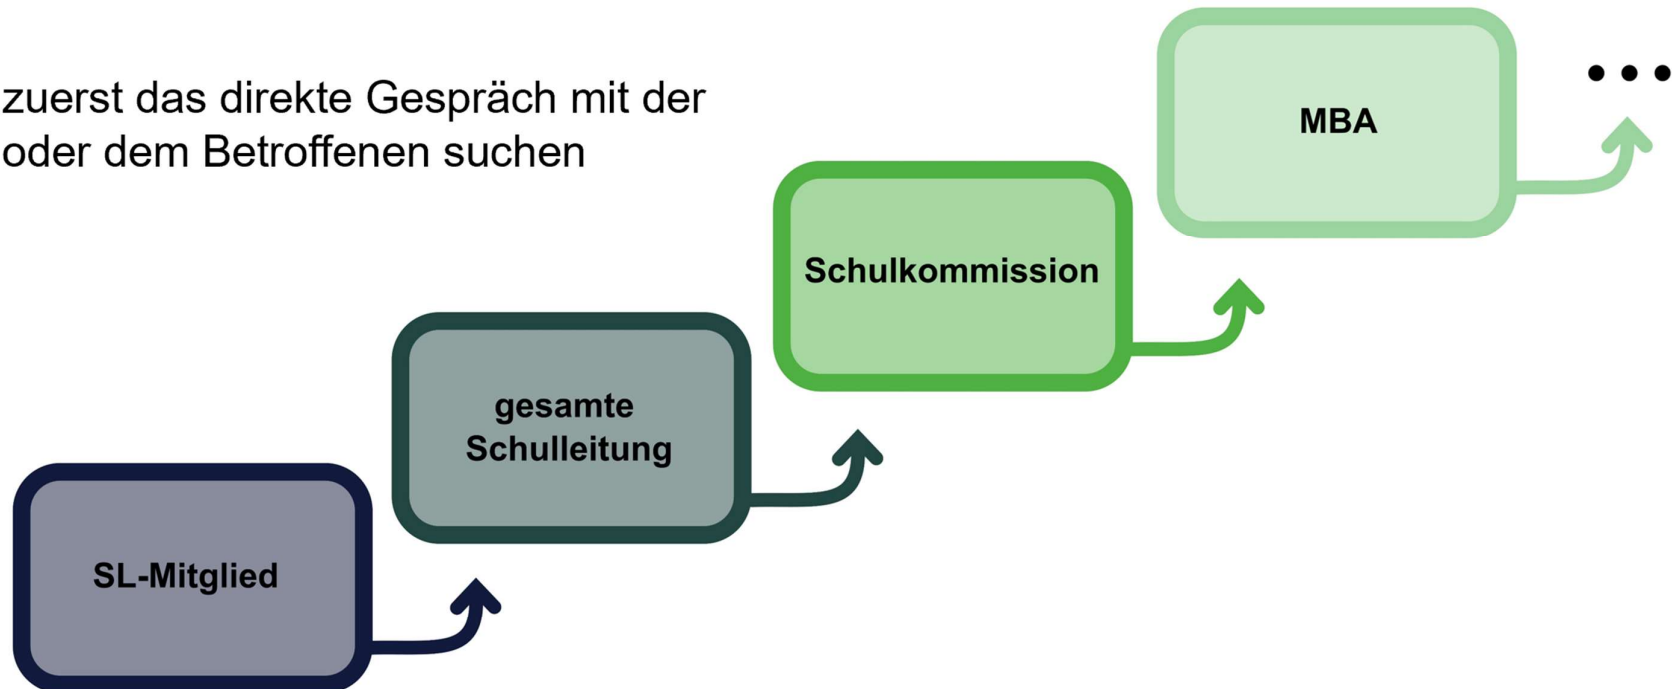 zuerst das direkte Gespräch mit der
oder dem Betroffenen suchen
MBA
Schulkommission
gesamte
Schulleitung
SL-Mitglied